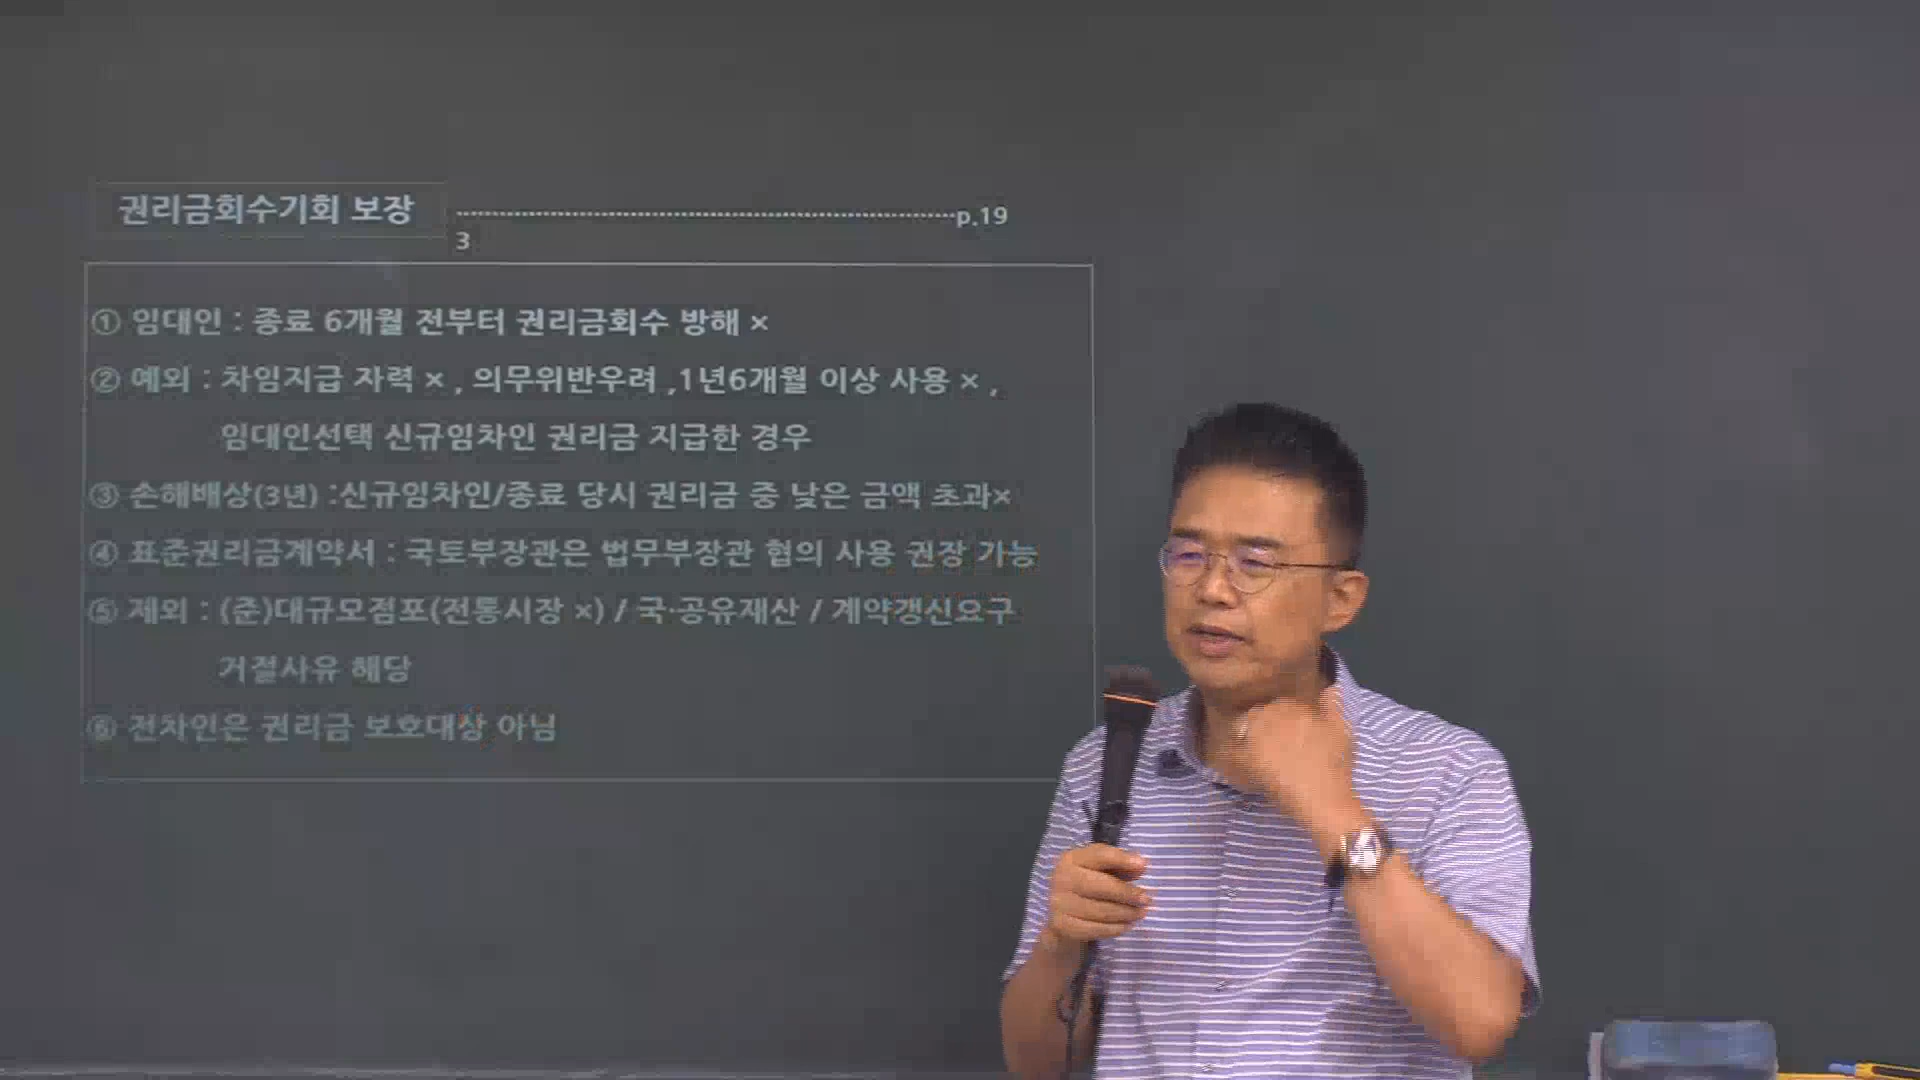 권리금회수기회 보장 ------------------------------------------------p.19
3
① 임대인 : 종료 6개월 전부터 권리금회수 방해 ×
② 예외 : 차임지급 자력 × , 의무위반우려 ,1년6개월 이상 사용 × ,
임대인선택 신규임차인 권리금 지급한 경우
③ 손해배상(3년) :신규임차인/종료 당시 권리금 중 낮은 금액 초과×
④ 표준권리금계약서 : 국토부장관은 법무부장관 협의 사용 권장 가능
⑤ 제외 : (준)대규모점포(전통시장 ×) / 국·공유재산 / 계약갱신요구
거절사유 해당
⑥ 전차인은 권리금 보호대상 아님